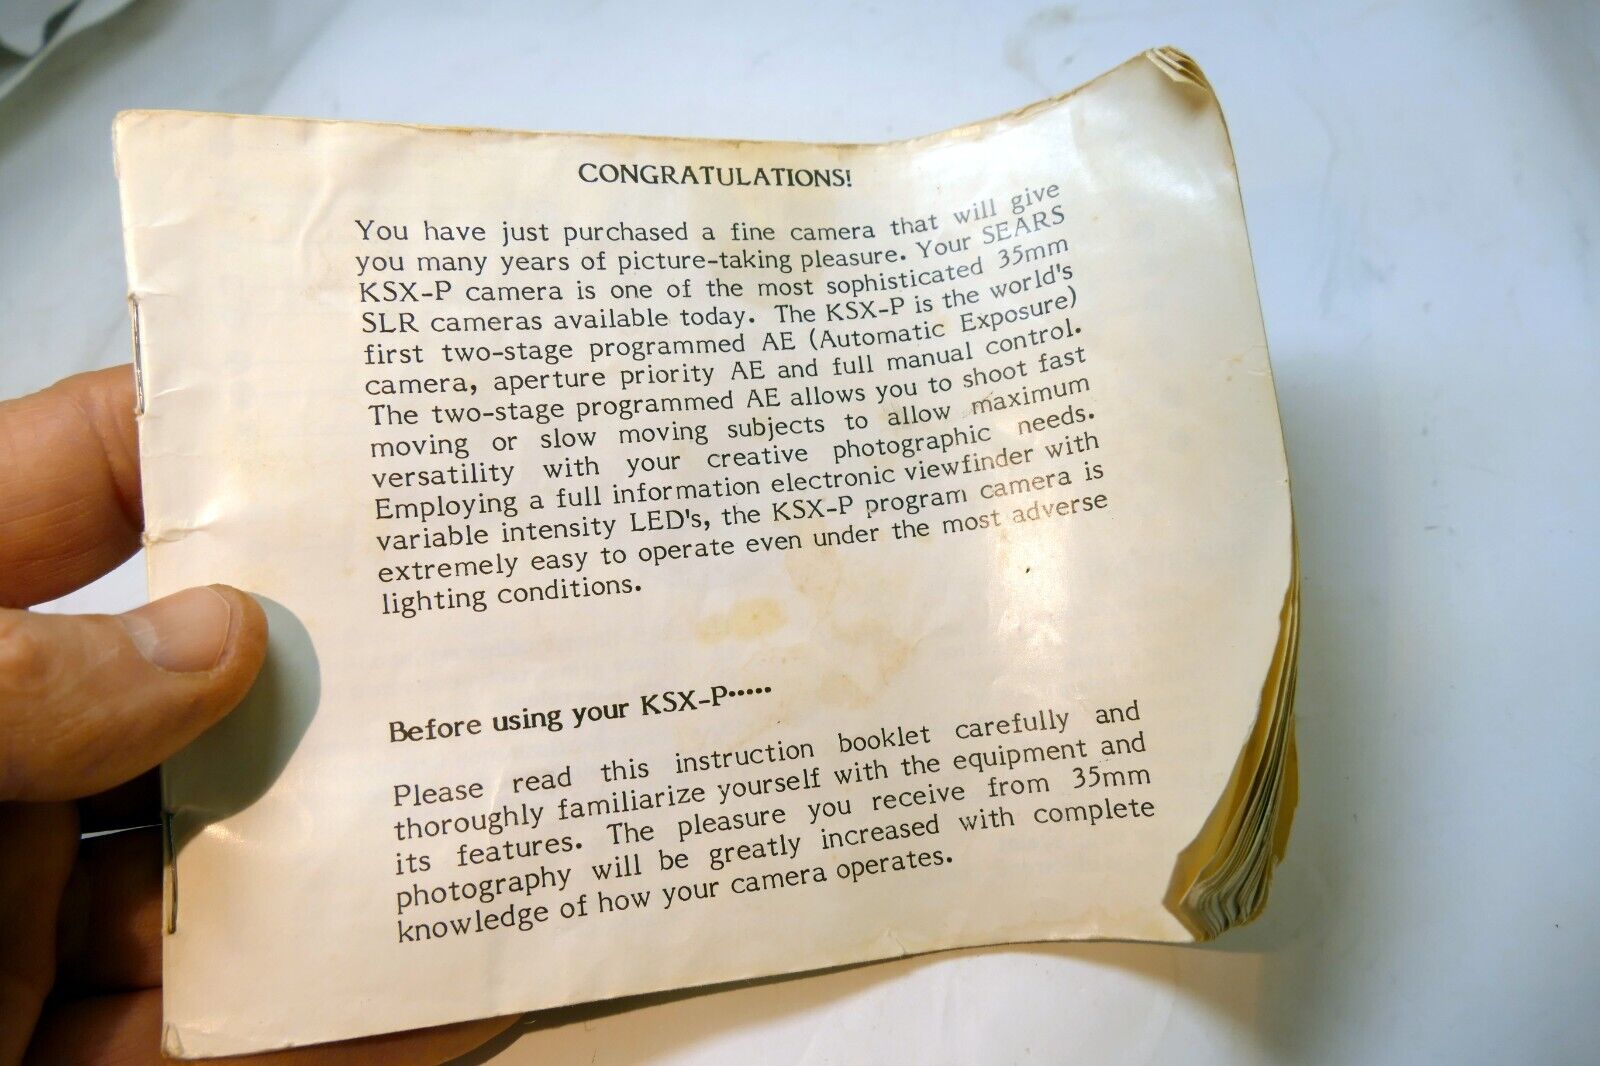 CONGRATULATIONS!
You have just purchased a fine camera that will give
you many years of picture-taking pleasure. Your SEARS
KSX-P camera is one of the most sophisticated 35mm
SLR cameras available today. The KSX-P is the world's
first two-stage programmed AE (Automatic Exposure)
camera, aperture priority AE and full manual control.
The two-stage programmed AE allows you to shoot fast
moving or slow moving subjects to allow maximum
versatility with your creative photographic needs.
Employing a full information electronic viewfinder with
variable intensity LED's, the KSX-P program camera is
extremely easy to operate even under the most adverse
lighting conditions.
Before using your KSX-P•••••
Please read this instruction booklet carefully and
thoroughly familiarize yourself with the equipment and
its features. The pleasure you receive from 35mm
photography will be greatly increased with complete
knowledge of how your camera operates.